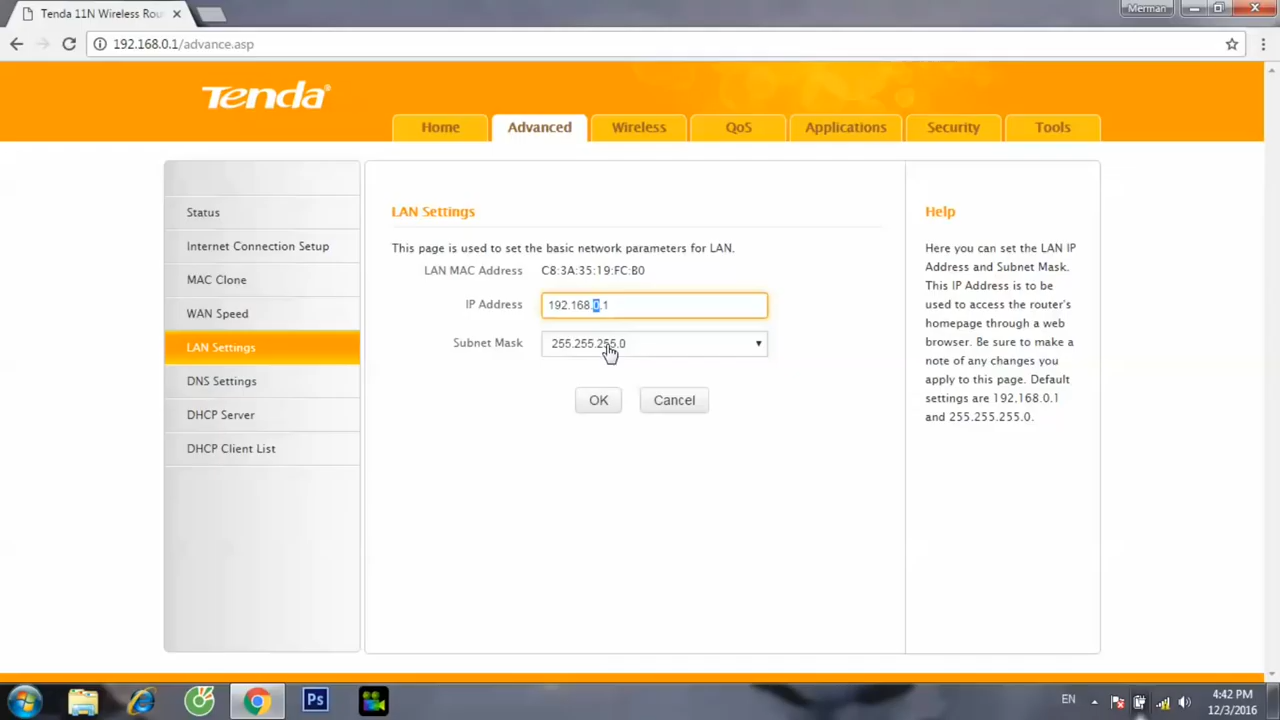 Tenda 11N Wireless Rou
Merman
192.168.0.1/advance.asp
Tenda®
Home
Advanced
Wireless
QoS
Applications
Security
Tools
Status
Internet Connection Setup
MAC Clone
WAN Speed
LAN Settings
DNS Settings
DHCP Server
DHCP Client List
LAN Settings
This page is used to set the basic network parameters for LAN.
LAN MAC Address C8:3A:35:19:FC:B0
IP Address 192.168.0.1
Subnet Mask 255.255.255.0
OK Cancel
Help
Here you can set the LAN IP
Address and Subnet Mask.
This IP Address is to be
used to access the router's
homepage through a web
browser. Be sure to make a
note of any changes you
apply to this page. Default
settings are 192.168.0.1
and 255.255.255.0.
Ps
EN
4:42 PM
12/3/2016